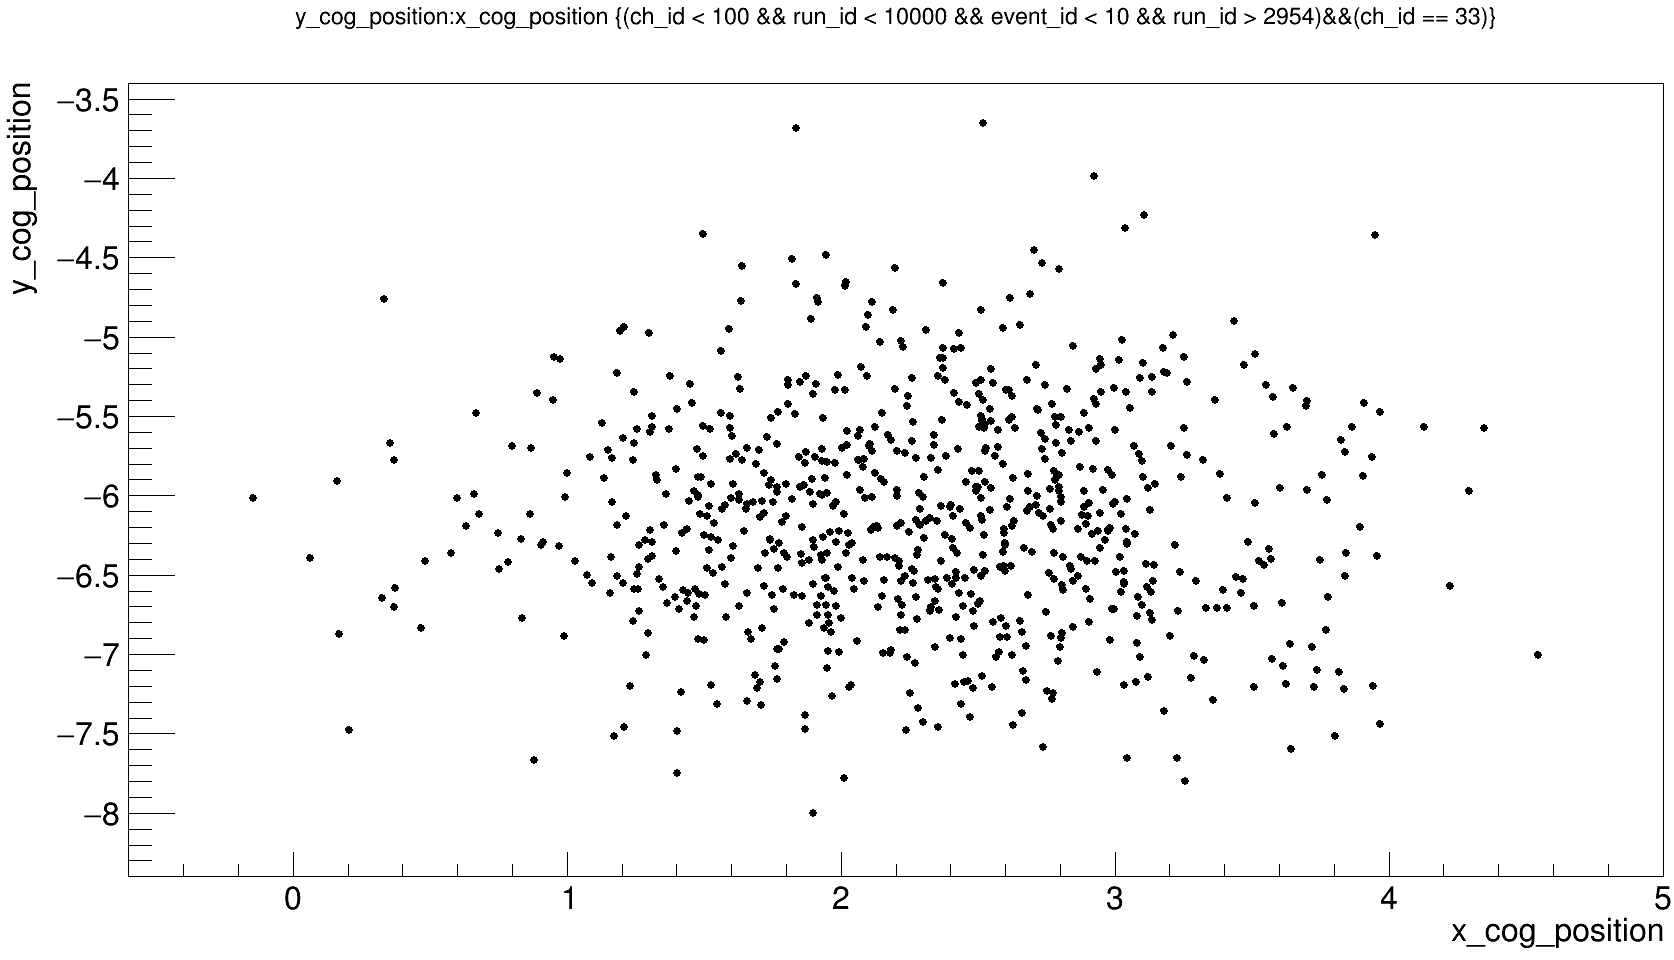 y_cog_position:x_cog_position {(ch_id < 100 && run_id < 10000 && event_id < 10 && run_id > 2954)&&(ch_id == 33)}
y_cog_position
−3.5
−4
−4.5
−5
−5.5
−6
−6.5
−7
−7.5
−8
0 1 2 3 4 5
x_cog_position